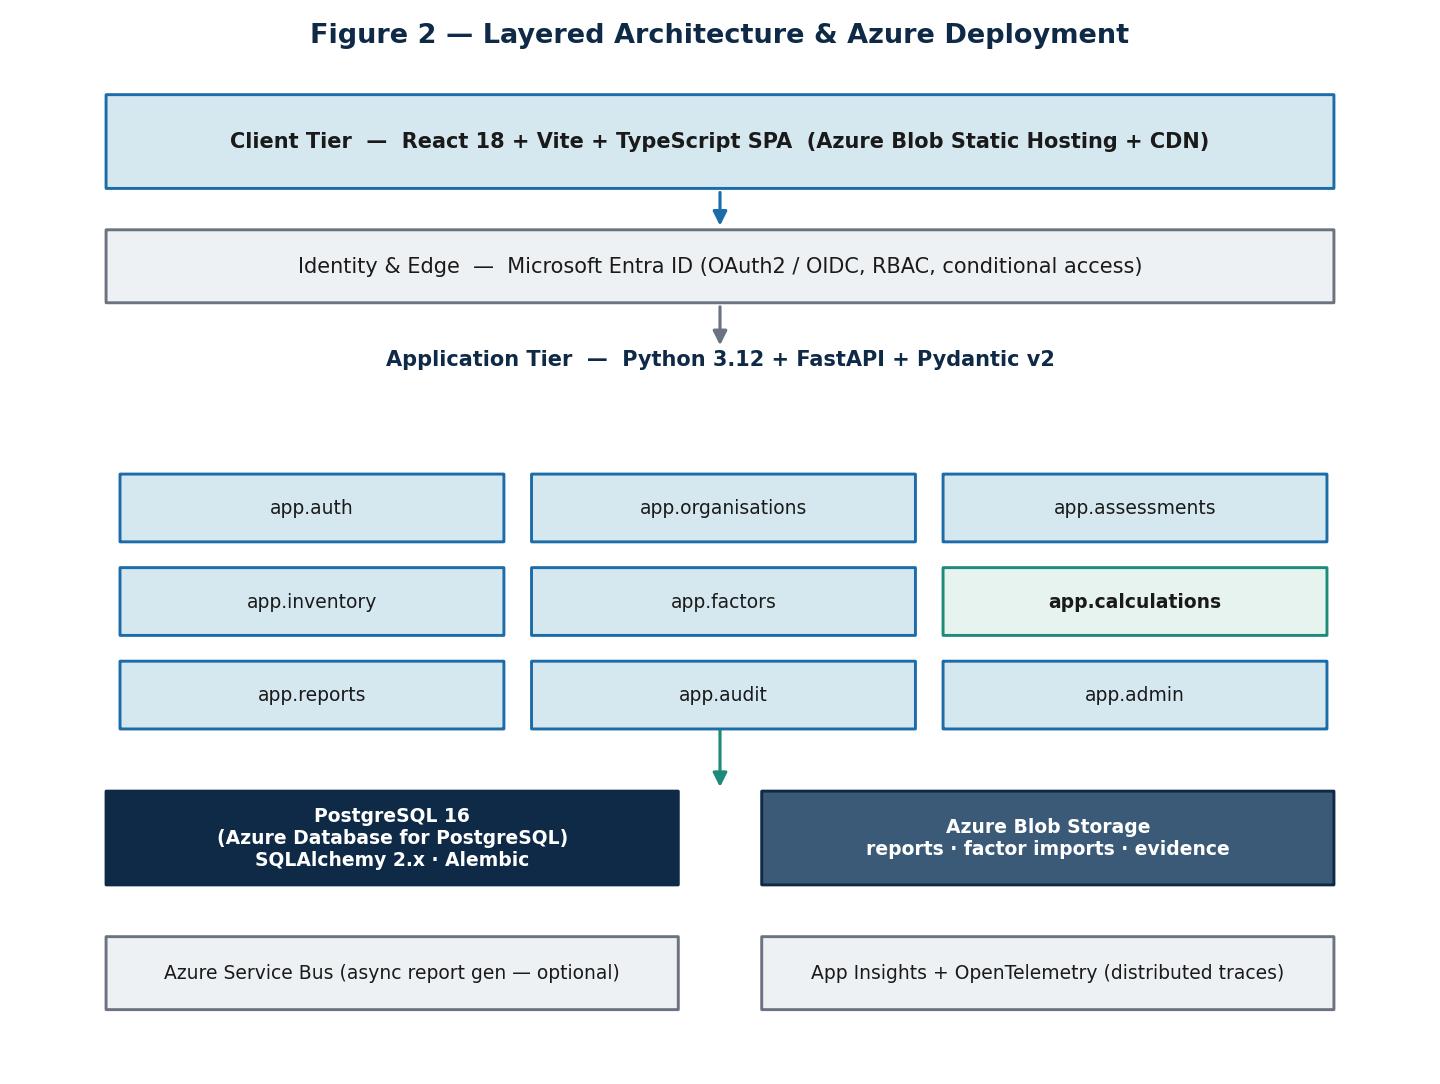 Figure 2 — Layered Architecture & Azure Deployment
Client Tier — React 18 + Vite + TypeScript SPA (Azure Blob Static Hosting + CDN)
Identity & Edge — Microsoft Entra ID (OAuth2 / OIDC, RBAC, conditional access)
Application Tier — Python 3.12 + FastAPI + Pydantic v2
app.auth
app.organisations
app.assessments
app.inventory
app.factors
app.calculations
app.reports
app.audit
app.admin
PostgreSQL 16
(Azure Database for PostgreSQL)
SQLAlchemy 2.x · Alembic
Azure Blob Storage
reports · factor imports · evidence
Azure Service Bus (async report gen — optional)
App Insights + OpenTelemetry (distributed traces)